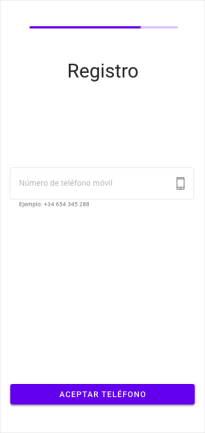 Registro
Número de teléfono móvil
Ejemplo: +34 654 345 288
ACEPTAR TELÉFONO